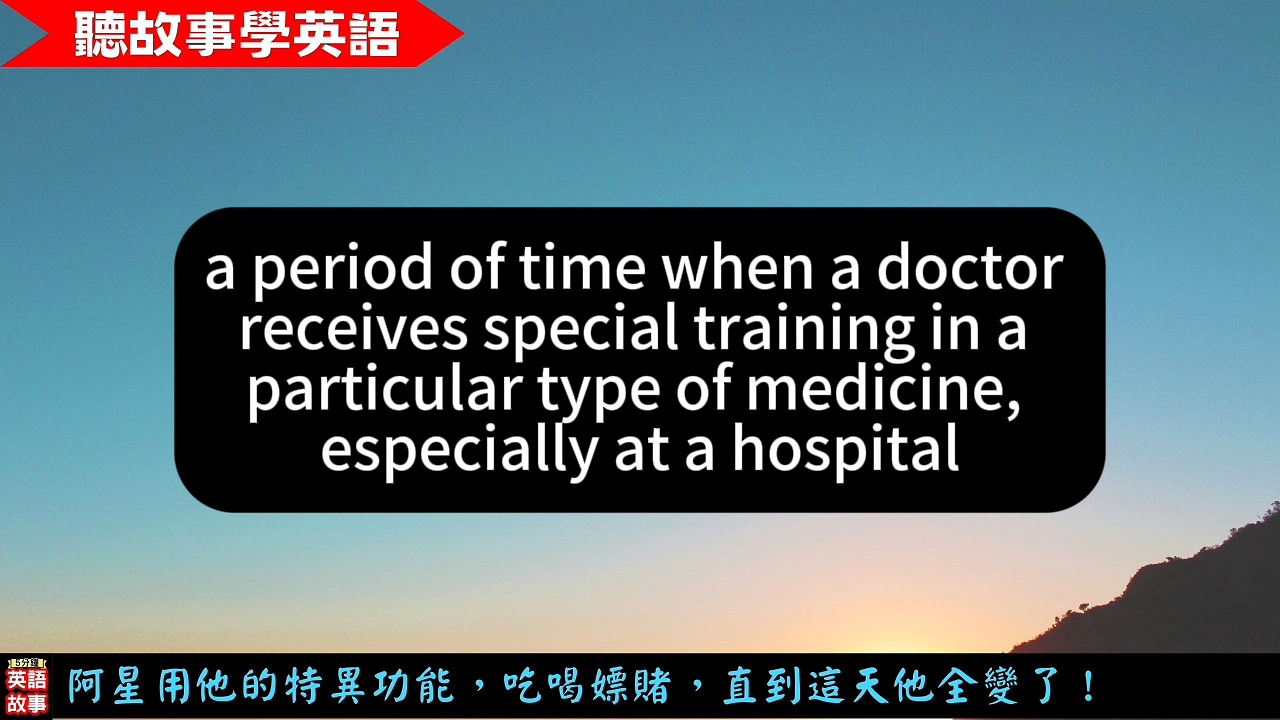 聽故事學英語
a period of time when a doctor
receives special training in a
particular type of medicine,
especially at a hospital
5分鐘
英語
故事
阿星用他的特異功能，吃喝嫖賭，直到這天他全變了！